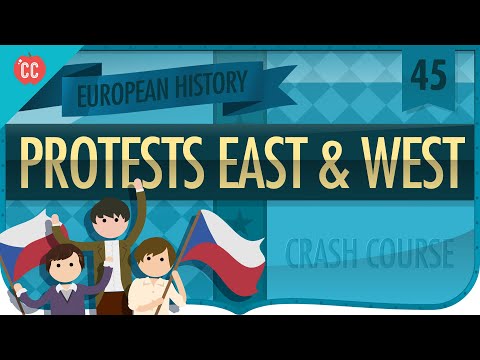 CC
EUROPEAN HISTORY
45
PROTESTS EAST & WEST
CRASH COURSE